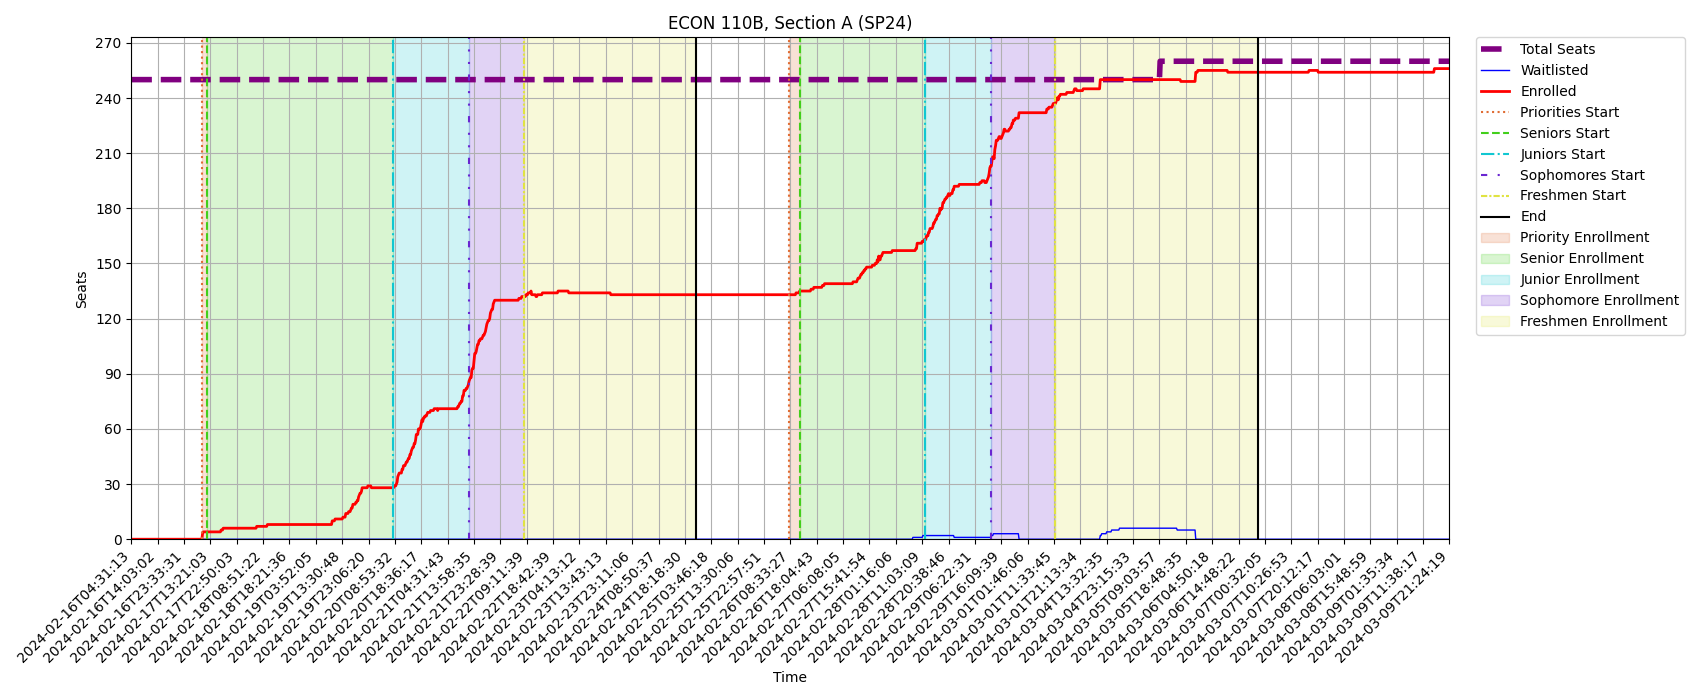 ECON 110B, Section A (SP24)
Seats
270
240
210
180
150
120
90
60
30
0
2024-02-16T04:31:13
2024-02-16T14:03:02
2024-02-16T23:33:31
2024-02-17T13:21:03
2024-02-17T22:50:03
2024-02-18T08:51:22
2024-02-18T18:21:36
2024-02-19T03:52:05
2024-02-19T13:30:48
2024-02-19T23:06:20
2024-02-20T08:53:32
2024-02-20T18:36:17
2024-02-21T04:31:43
2024-02-21T13:58:35
2024-02-21T23:28:39
2024-02-22T09:11:39
2024-02-22T18:42:39
2024-02-23T04:13:12
2024-02-23T13:43:13
2024-02-23T23:11:06
2024-02-24T08:50:37
2024-02-24T18:18:30
2024-02-25T03:46:18
2024-02-25T13:30:06
2024-02-25T22:57:51
2024-02-26T08:33:27
2024-02-26T18:04:43
2024-02-27T06:08:05
2024-02-27T15:41:54
2024-02-28T01:16:06
2024-02-28T11:03:09
2024-02-28T20:38:46
2024-02-29T06:22:31
2024-02-29T16:09:39
2024-03-01T01:46:06
2024-03-01T11:33:45
2024-03-01T21:13:34
2024-03-04T18:32:35
2024-03-04T23:15:33
2024-03-05T09:03:57
2024-03-05T18:48:35
2024-03-06T04:50:18
2024-03-06T14:48:22
2024-03-07T00:32:05
2024-03-07T10:26:53
2024-03-07T20:12:17
2024-03-08T06:03:01
2024-03-08T15:48:59
2024-03-09T01:35:34
2024-03-09T11:38:17
2024-03-09T21:24:19
Time
Total Seats
Waitlisted
Enrolled
Priorities Start
Seniors Start
Juniors Start
Sophomores Start
Freshmen Start
End
Priority Enrollment
Senior Enrollment
Junior Enrollment
Sophomore Enrollment
Freshmen Enrollment